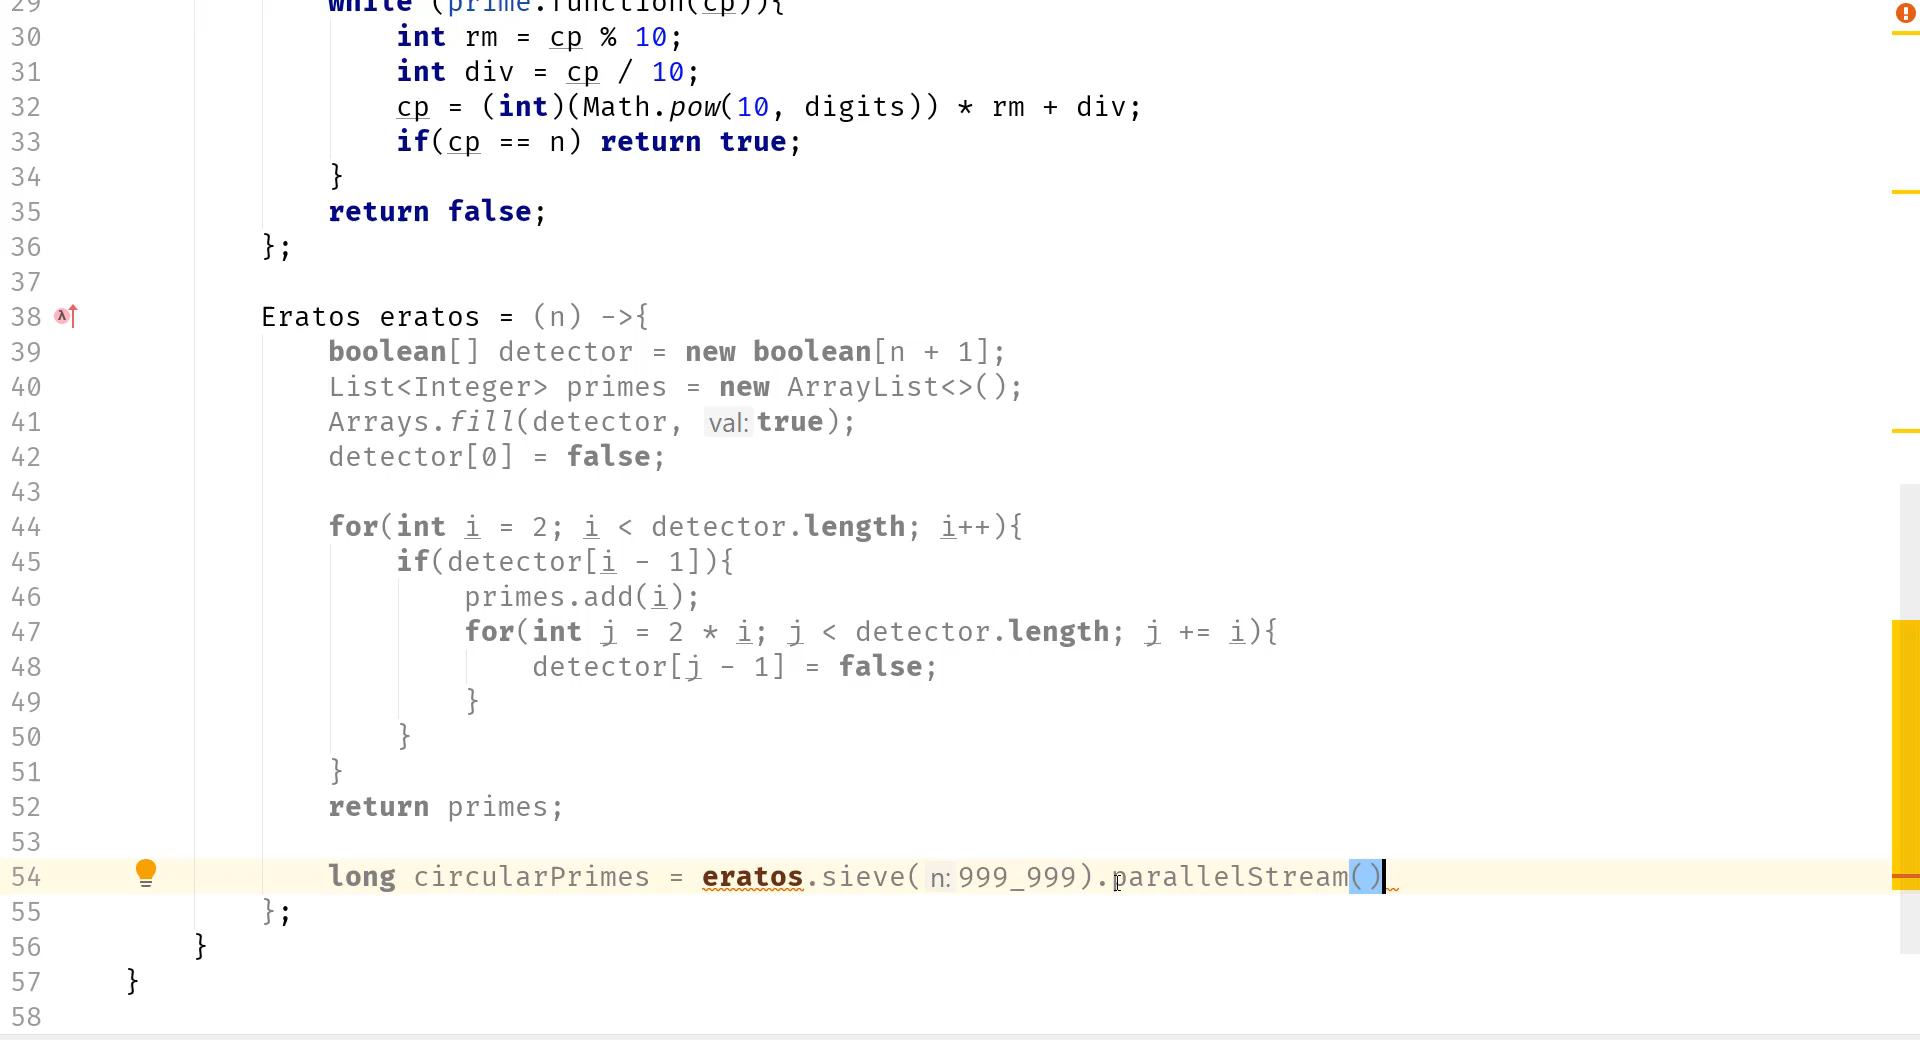 29 while (prime.function(cp)){
30 int rm = cp % 10;
31 int div = cp / 10;
32 cp = (int)(Math.pow(10, digits)) * rm + div;
33 if(cp == n) return true;
34 }
35 return false;
36 };
37
38 Eratos eratos = (n) ->{
39 boolean[] detector = new boolean[n + 1];
40 List<Integer> primes = new ArrayList<>();
41 Arrays.fill(detector, val: true);
42 detector[0] = false;
43
44 for(int i = 2; i < detector.length; i++){
45 if(detector[i - 1]){
46 primes.add(i);
47 for(int j = 2 * i; j < detector.length; j += i){
48 detector[j - 1] = false;
49 }
50 }
51 }
52 return primes;
53
54 long circularPrimes = eratos.sieve( n: 999_999).parallelStream()
55 };
56 }
57 }
58